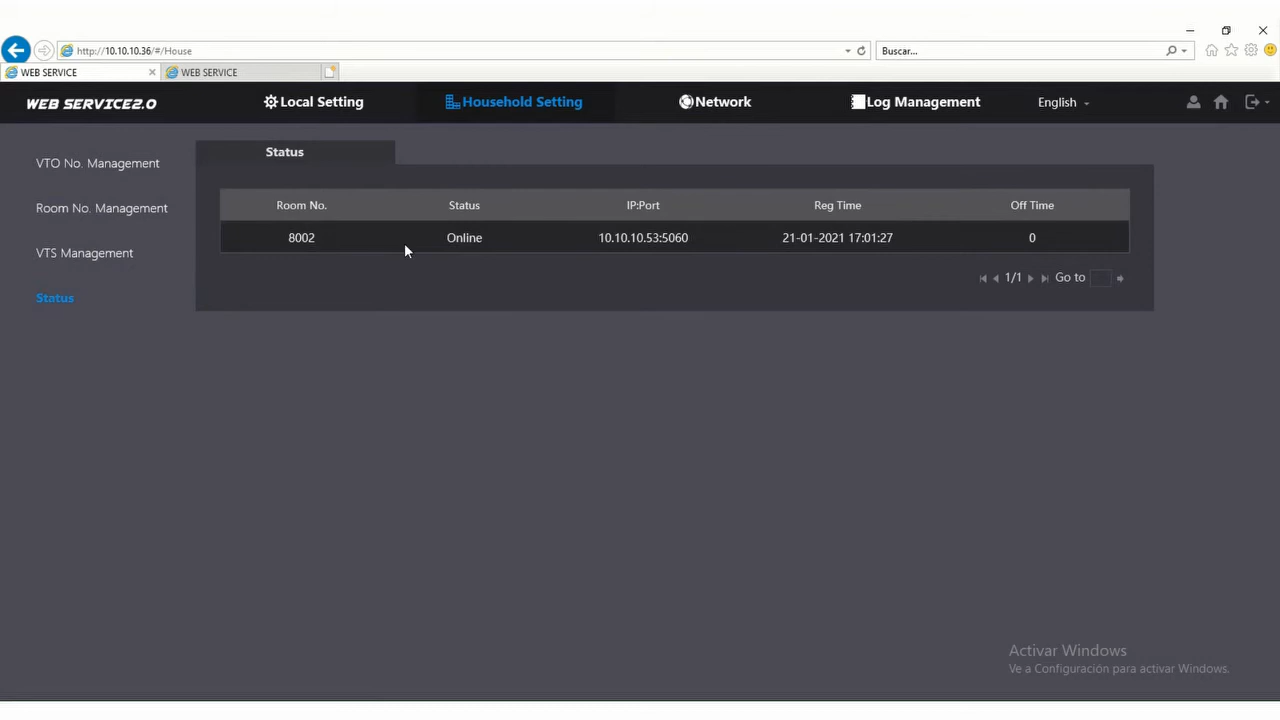 http://10.10.10.36/#/House
Buscar...
WEB SERVICE
WEB SERVICE
WEB SERVICE2.0
Local Setting
Household Setting
Network
Log Management
English
VTO No. Management
Room No. Management
VTS Management
Status
Status
Room No. Status IP:Port Reg Time Off Time
8002 Online 10.10.10.53:5060 21-01-2021 17:01:27 0
1/1 Go to
Activar Windows
Ve a Configuración para activar Windows.